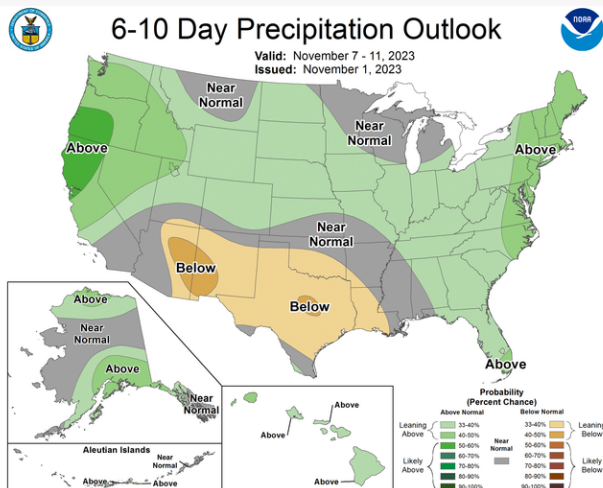 6-10 Day Precipitation Outlook
NOAA
Valid: November 7 - 11, 2023
Issued: November 1, 2023
Near
Normal
Near
Normal
Above
Above
Near
Normal
Below
Below
Above
Above
Near
Normal
Above
Near
Normal
Above
Above
Above
Aleutian Islands
Near
Normal
Above
Above
Probability
(Percent Chance)
Above Normal
Below Normal
Leaning
Above
33-40%
40-50%
Likely
Above
50-60%
60-70%
70-80%
80-90%
90-100%
Near
Normal
33-40%
40-50%
Leaning
Below
50-60%
60-70%
70-80%
80-90%
90-100%
Likely
Below